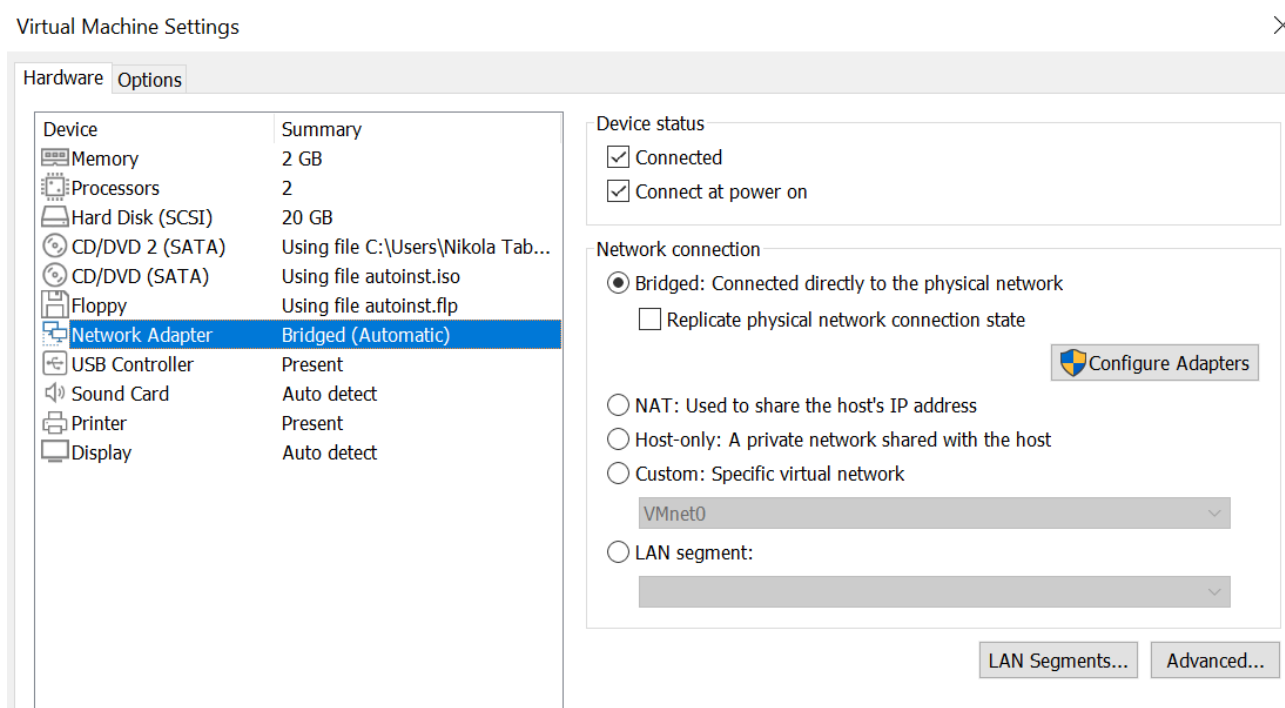 Virtual Machine Settings
Hardware Options
Device Summary
Memory 2 GB
Processors 2
Hard Disk (SCSI) 20 GB
CD/DVD 2 (SATA) Using file C:\Users\Nikola Tab...
CD/DVD (SATA) Using file autoinst.iso
Floppy Using file autoinst.flp
Network Adapter Bridged (Automatic)
USB Controller Present
Sound Card Auto detect
Printer Present
Display Auto detect
Device status
Connected
Connect at power on
Network connection
Bridged: Connected directly to the physical network
Replicate physical network connection state
Configure Adapters
NAT: Used to share the host's IP address
Host-only: A private network shared with the host
Custom: Specific virtual network
VMnet0
LAN segment:
LAN Segments... Advanced...